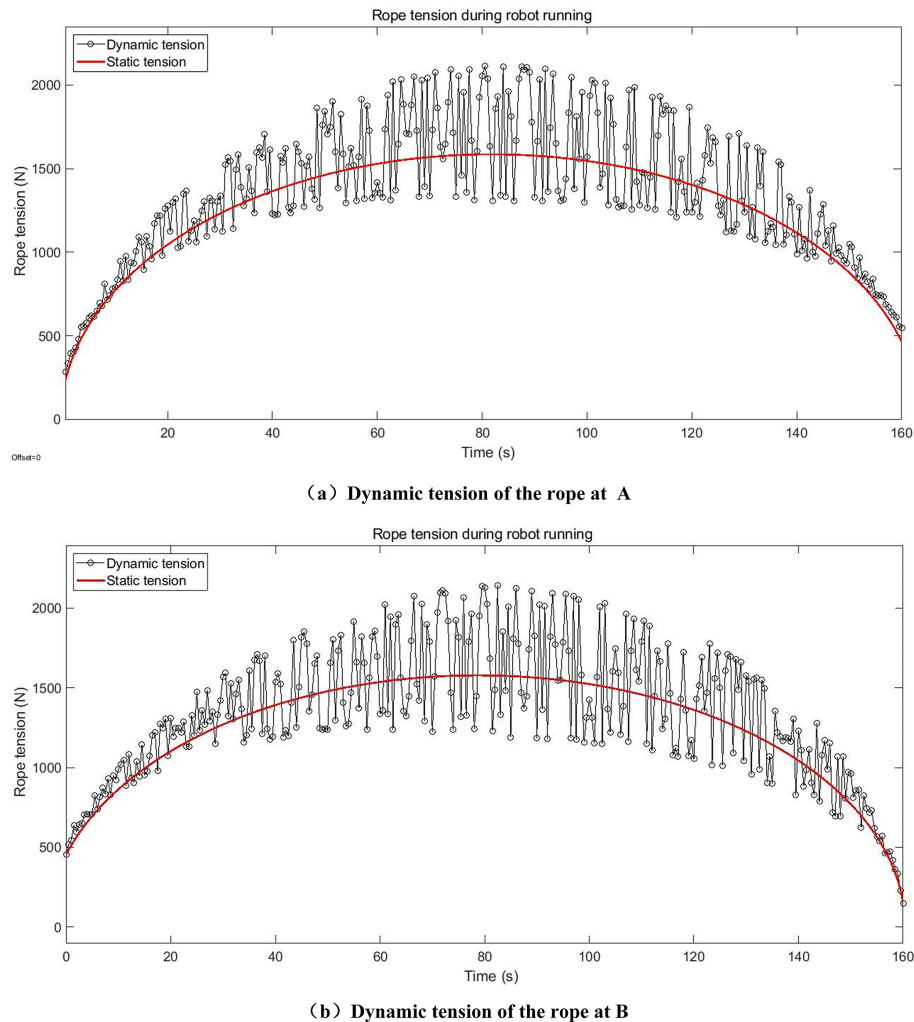 Rope tension during robot running
Dynamic tension
Static tension
2000
1500
1000
500
0
Rope tension (N)
20 40 60 80 100 120 140 160
Time (s)
Offset=0
（a）Dynamic tension of the rope at A
Rope tension during robot running
Dynamic tension
Static tension
2000
1500
1000
500
0
Rope tension (N)
0 20 40 60 80 100 120 140 160
Time (s)
（b）Dynamic tension of the rope at B